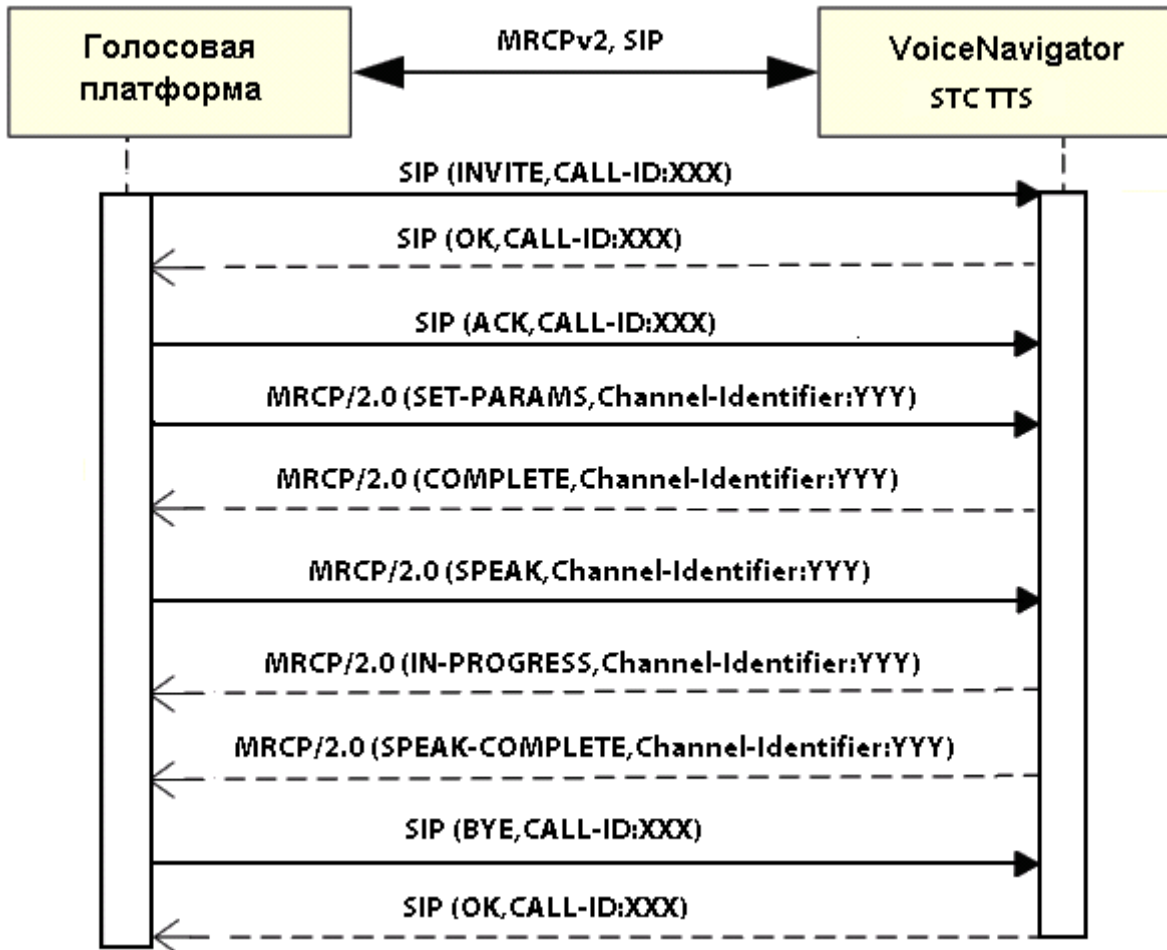 Голосовая
платформа
MRCPv2, SIP
VoiceNavigator
STC TTS
SIP (INVITE,CALL-ID:XXX)
SIP (OK,CALL-ID:XXX)
SIP (ACK,CALL-ID:XXX)
MRCP/2.0 (SET-PARAMS,Channel-Identifier:YYY)
MRCP/2.0 (COMPLETE,Channel-Identifier:YYY)
MRCP/2.0 (SPEAK,Channel-Identifier:YYY)
MRCP/2.0 (IN-PROGRESS,Channel-Identifier:YYY)
MRCP/2.0 (SPEAK-COMPLETE,Channel-Identifier:YYY)
SIP (BYE,CALL-ID:XXX)
SIP (OK,CALL-ID:XXX)